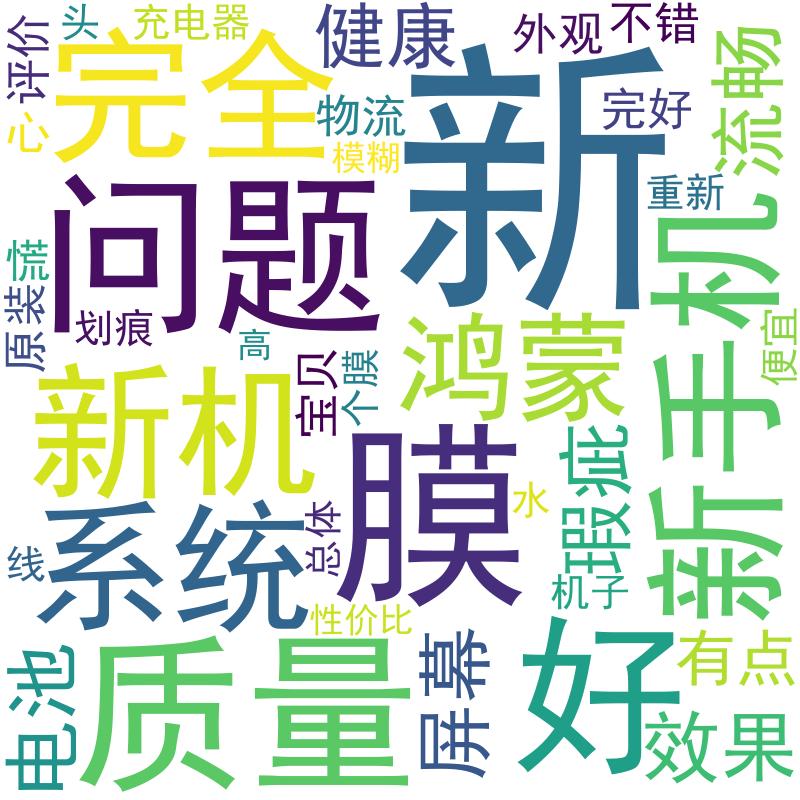 头
充电器
评价
完全
健康
外观
不错
新
流畅
心
物流
完好
模糊
问题
重新
新手机
慌
原装
划痕
高
宝贝
个膜
鸿蒙
便宜
新机
膜
瑕疵
系统
总体
水
线
机子
性价比
质量
好
有点
电池
屏幕
效果